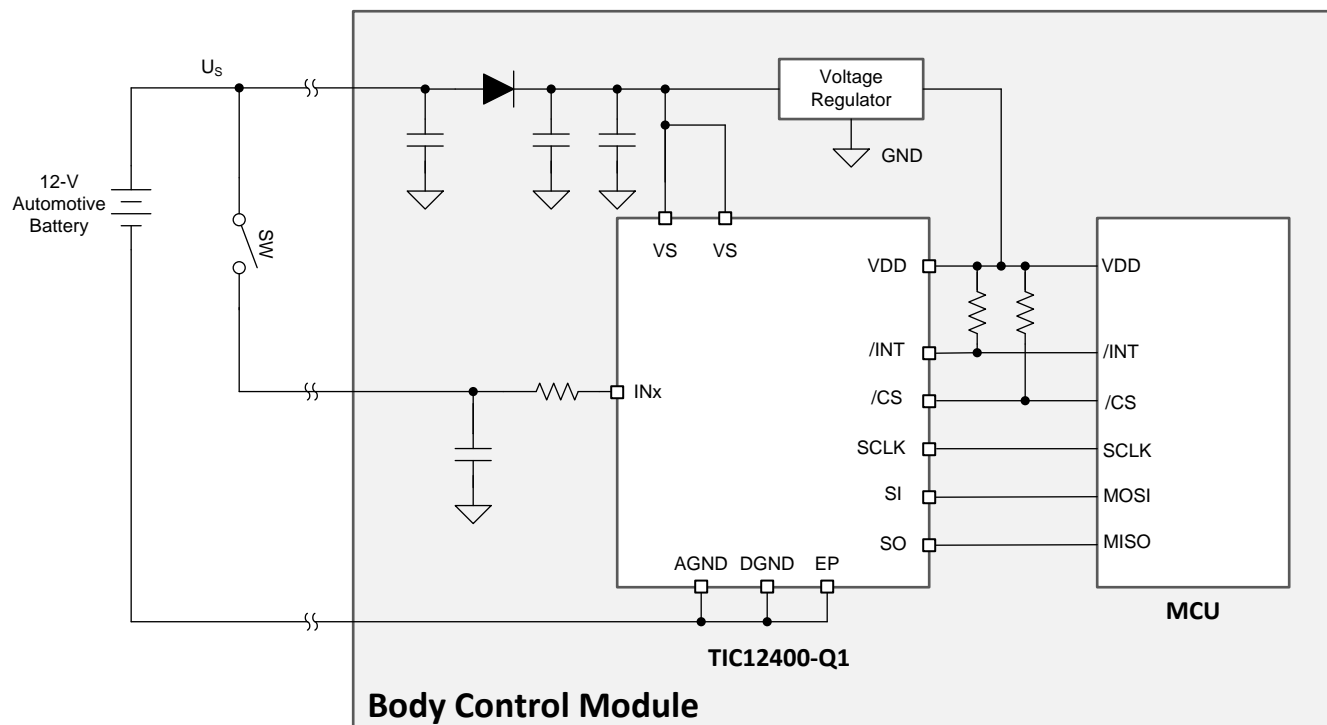 U_S
Voltage
Regulator
GND
12-V
Automotive
Battery
SW
VS VS
VDD VDD
/INT /INT
INx
/CS /CS
SCLK SCLK
SI MOSI
SO MISO
AGND DGND EP
MCU
TIC12400-Q1
Body Control Module